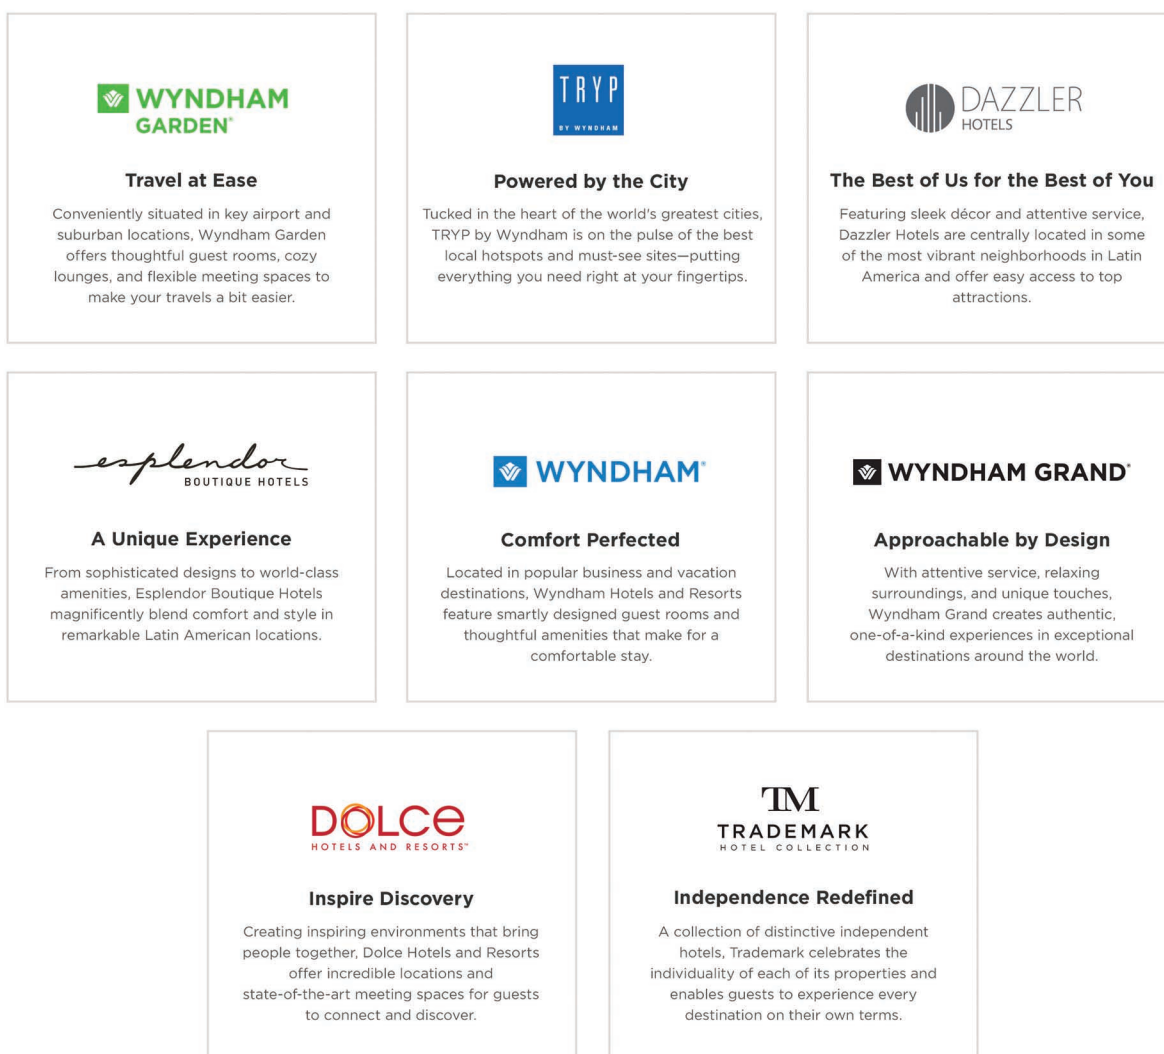 WYNDHAM
GARDEN®
Travel at Ease
Conveniently situated in key airport and
suburban locations, Wyndham Garden
offers thoughtful guest rooms, cozy
lounges, and flexible meeting spaces to
make your travels a bit easier.
TRYP
BY WYNDHAM
Powered by the City
Tucked in the heart of the world's greatest cities,
TRYP by Wyndham is on the pulse of the best
local hotspots and must-see sites—putting
everything you need right at your fingertips.
DAZZLER
HOTELS
The Best of Us for the Best of You
Featuring sleek décor and attentive service,
Dazzler Hotels are centrally located in some
of the most vibrant neighborhoods in Latin
America and offer easy access to top
attractions.
esplendor
BOUTIQUE HOTELS
A Unique Experience
From sophisticated designs to world-class
amenities, Esplendor Boutique Hotels
magnificently blend comfort and style in
remarkable Latin American locations.
WYNDHAM®
Comfort Perfected
Located in popular business and vacation
destinations, Wyndham Hotels and Resorts
feature smartly designed guest rooms and
thoughtful amenities that make for a
comfortable stay.
WYNDHAM GRAND®
Approachable by Design
With attentive service, relaxing
surroundings, and unique touches,
Wyndham Grand creates authentic,
one-of-a-kind experiences in exceptional
destinations around the world.
DOLCE
HOTELS AND RESORTS™
Inspire Discovery
Creating inspiring environments that bring
people together, Dolce Hotels and Resorts
offer incredible locations and
state-of-the-art meeting spaces for guests
to connect and discover.
TM
TRADEMARK
HOTEL COLLECTION
Independence Redefined
A collection of distinctive independent
hotels, Trademark celebrates the
individuality of each of its properties and
enables guests to experience every
destination on their own terms.